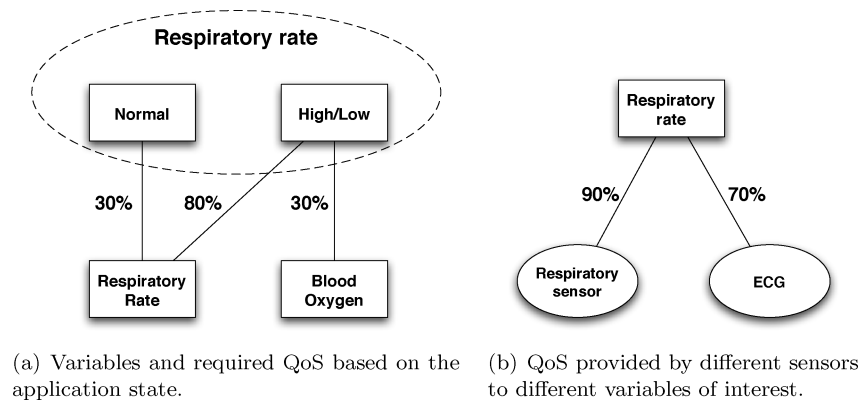 Respiratory rate
Normal
High/Low
30%
80%
30%
Respiratory
Rate
Blood
Oxygen
(a) Variables and required QoS based on the
application state.
Respiratory
rate
90%
70%
Respiratory
sensor
ECG
(b) QoS provided by different sensors
to different variables of interest.